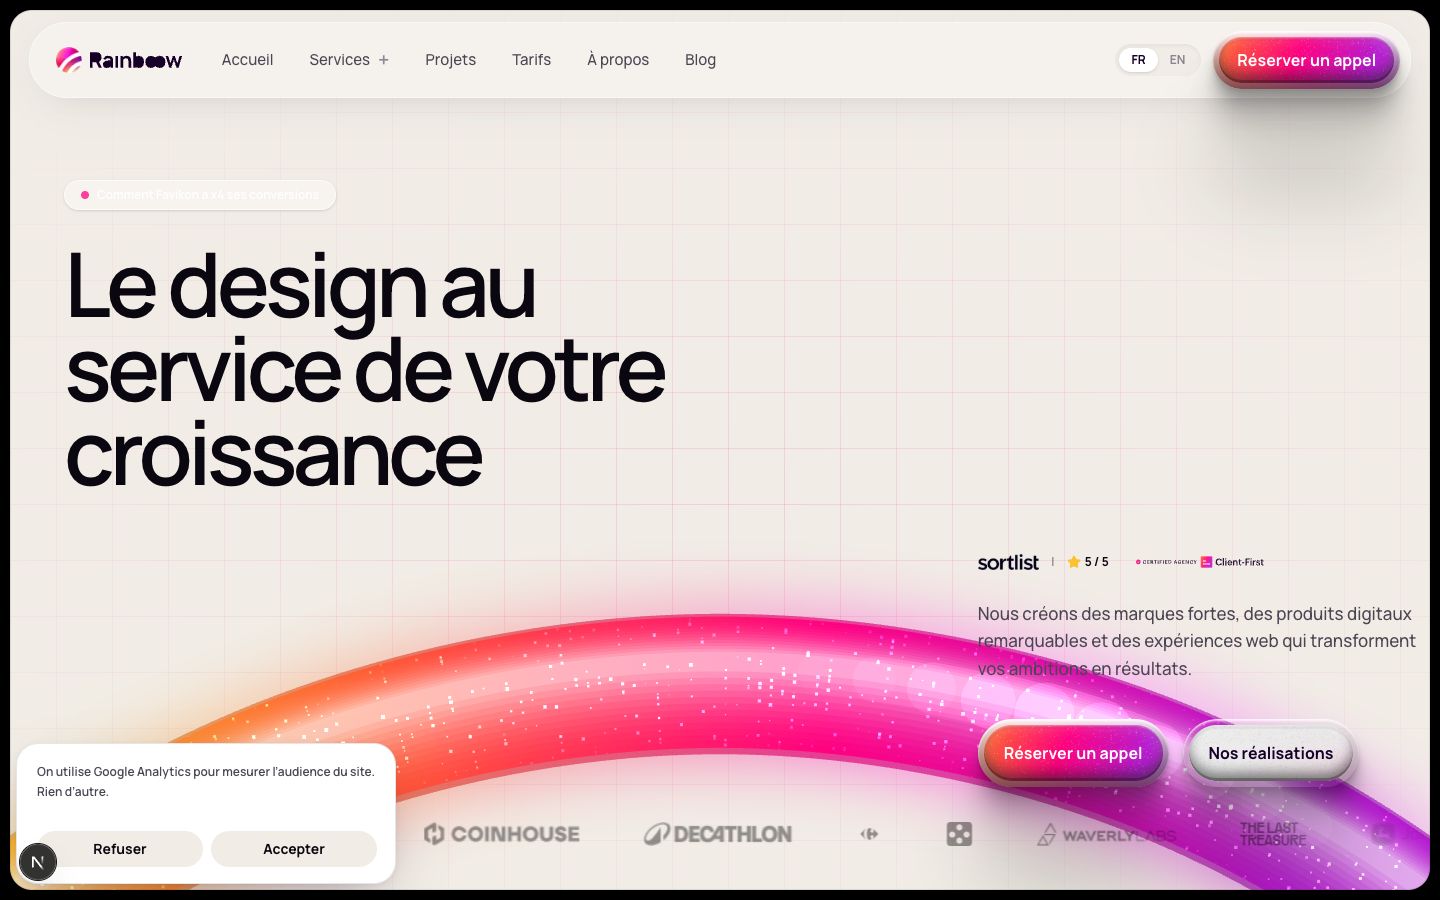 Rainboow
Accueil
Services +
Projets
Tarifs
À propos
Blog
FR EN
Réserver un appel
Comment Favikon a x4 ses conversions
Le design au
service de votre
croissance
sortlist | 5 / 5 CERTIFIED AGENCY Client-First
Nous créons des marques fortes, des produits digitaux
remarquables et des expériences web qui transforment
vos ambitions en résultats.
Réserver un appel
Nos réalisations
On utilise Google Analytics pour mesurer l'audience du site.
Rien d'autre.
Refuser
Accepter
N
COINHOUSE
DECATHLON
WAVERLYLABS
THE LAST
TREASURE